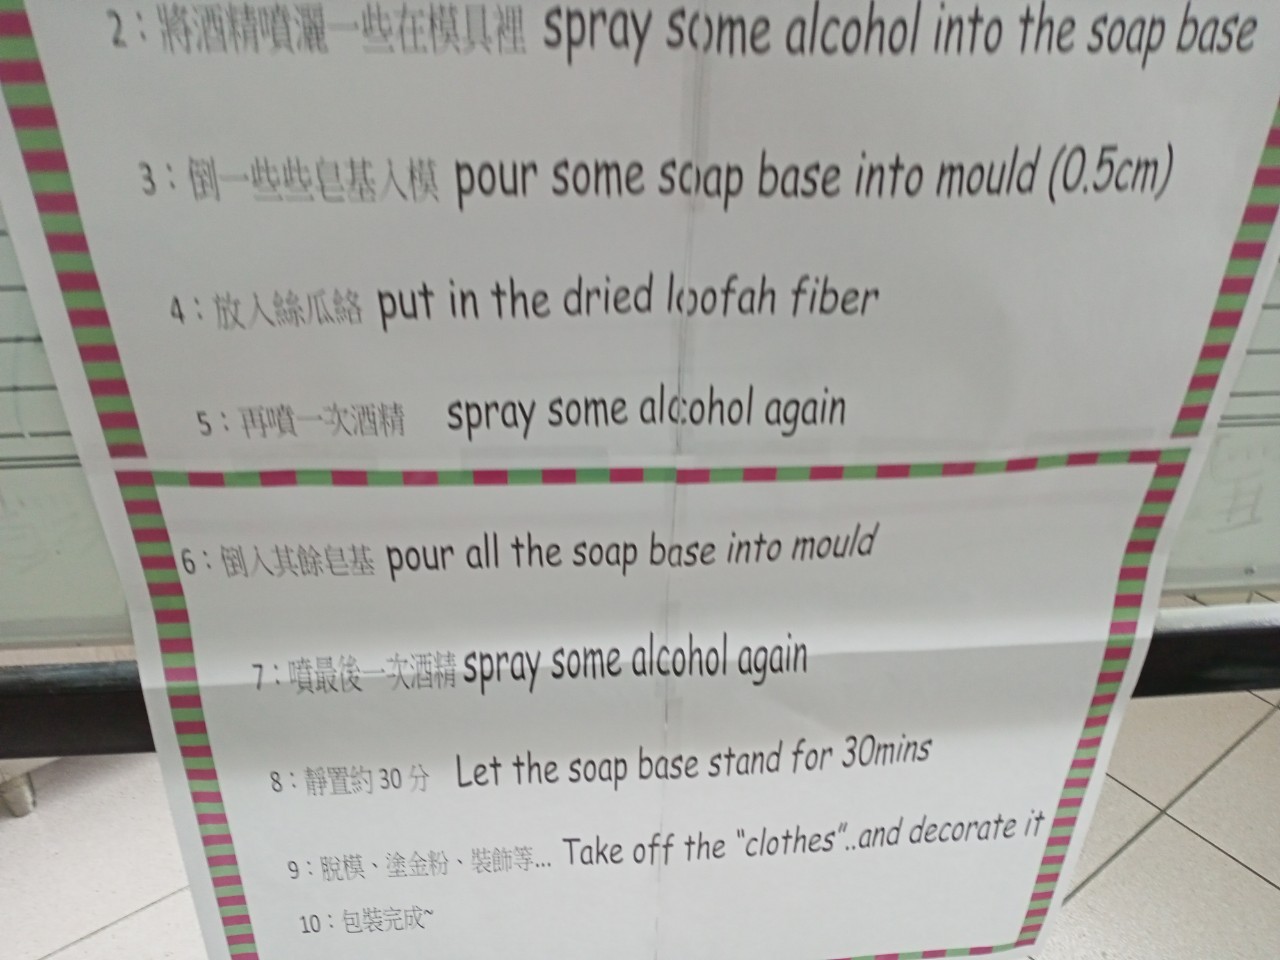 2：將酒精噴灑一些在模具裡 spray some alcohol into the soap base
3：倒一些些皂基入模 pour some soap base into mould (0.5cm)
4：放入絲瓜絡 put in the dried loofah fiber
5：再噴一次酒精 spray some alcohol again
6：倒入其餘皂基 pour all the soap base into mould
7：噴最後一次酒精 spray some alcohol again
8：靜置約 30 分 Let the soap base stand for 30mins
9：脫模、塗金粉、裝飾等... Take off the "clothes"..and decorate it
10：包裝完成~